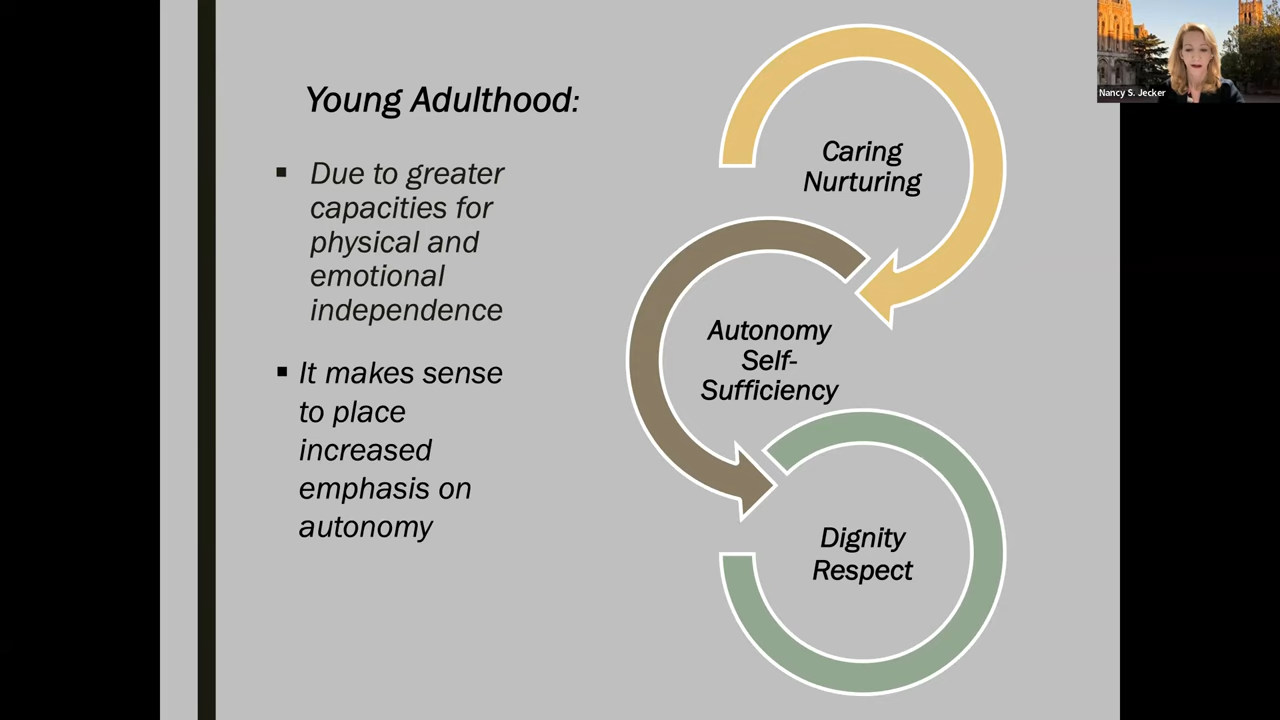 Young Adulthood:
Due to greater
capacities for
physical and
emotional
independence
It makes sense
to place
increased
emphasis on
autonomy
Caring
Nurturing
Autonomy
Self-
Sufficiency
Dignity
Respect
Nancy S. Jecker